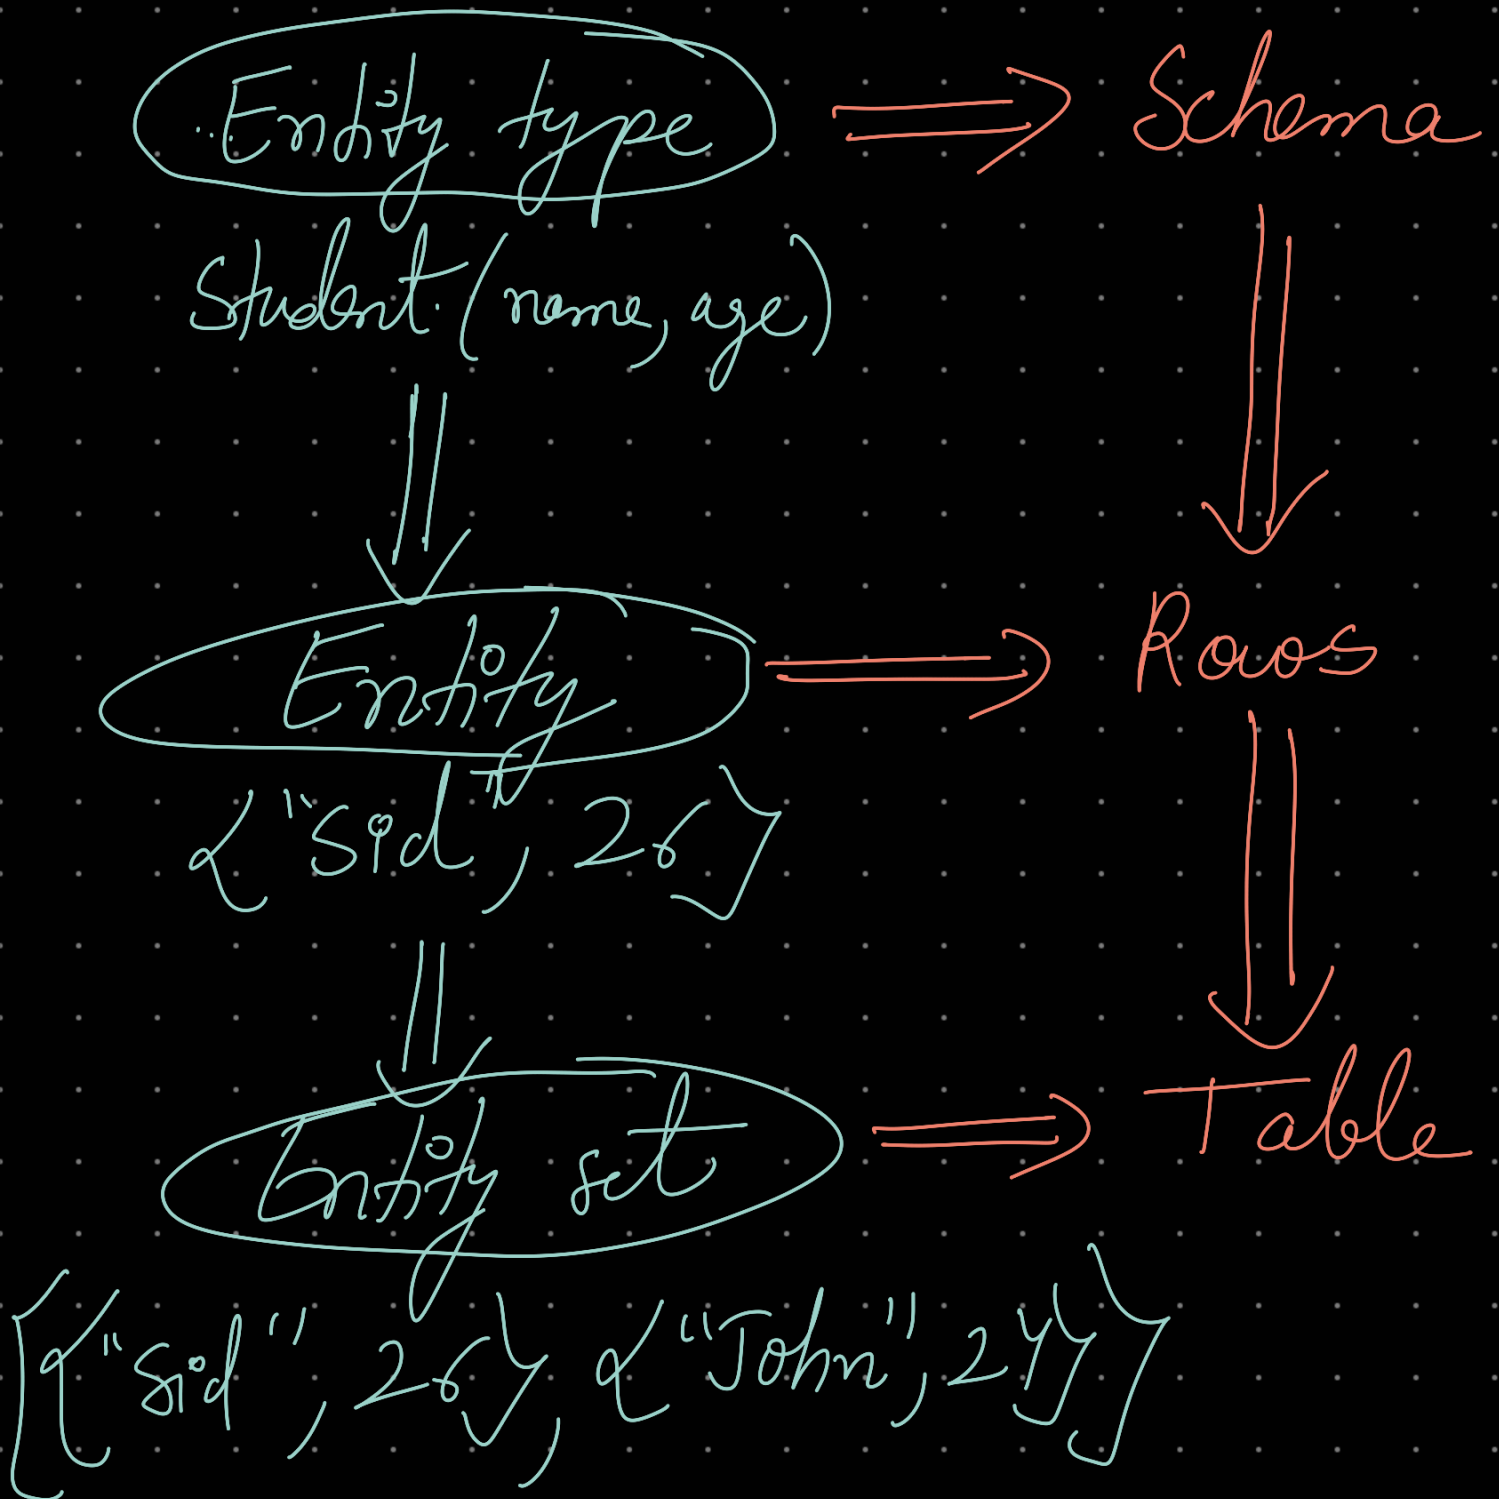 Entity type ⇒ Schema
Student (name, age)
Entity ⇒ Rows
{"Sid", 26}
Entity set ⇒ Table
{{"Sid", 26}, {"John", 24}}